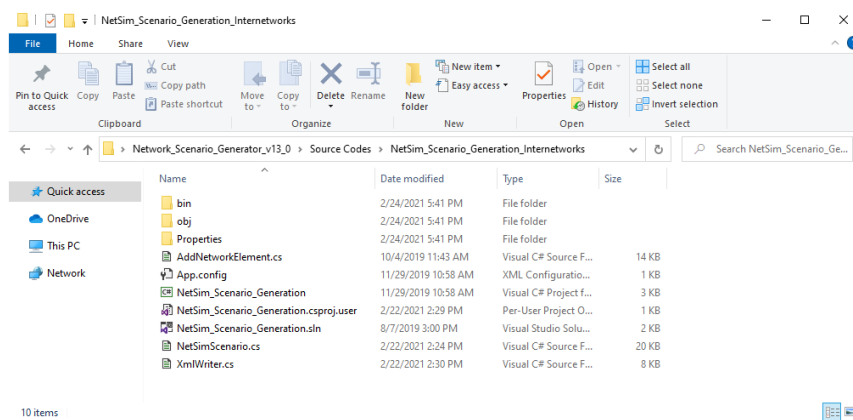 NetSim_Scenario_Generation_Internetworks
File Home Share View
Pin to Quick access
Copy
Paste
Cut
Copy path
Paste shortcut
Clipboard
Move to
Copy to
Delete
Rename
Organize
New folder
New item
Easy access
New
Properties
Open
Edit
History
Open
Select all
Select none
Invert selection
Select
Network_Scenario_Generator_v13_0 > Source Codes > NetSim_Scenario_Generation_Internetworks
Search NetSim_Scenario_Ge...
Quick access
OneDrive
This PC
Network
Name Date modified Type Size
bin 2/24/2021 5:41 PM File folder
obj 2/24/2021 5:41 PM File folder
Properties 2/24/2021 5:41 PM File folder
AddNetworkElement.cs 10/4/2019 11:43 AM Visual C# Source F... 14 KB
App.config 11/29/2019 10:58 AM XML Configuratio... 1 KB
NetSim_Scenario_Generation 11/29/2019 10:58 AM Visual C# Project f... 3 KB
NetSim_Scenario_Generation.csproj.user 2/22/2021 2:29 PM Per-User Project O... 1 KB
NetSim_Scenario_Generation.sln 8/7/2019 3:00 PM Visual Studio Solu... 2 KB
NetSimScenario.cs 2/22/2021 2:24 PM Visual C# Source F... 20 KB
XmlWriter.cs 2/22/2021 2:30 PM Visual C# Source F... 8 KB
10 items